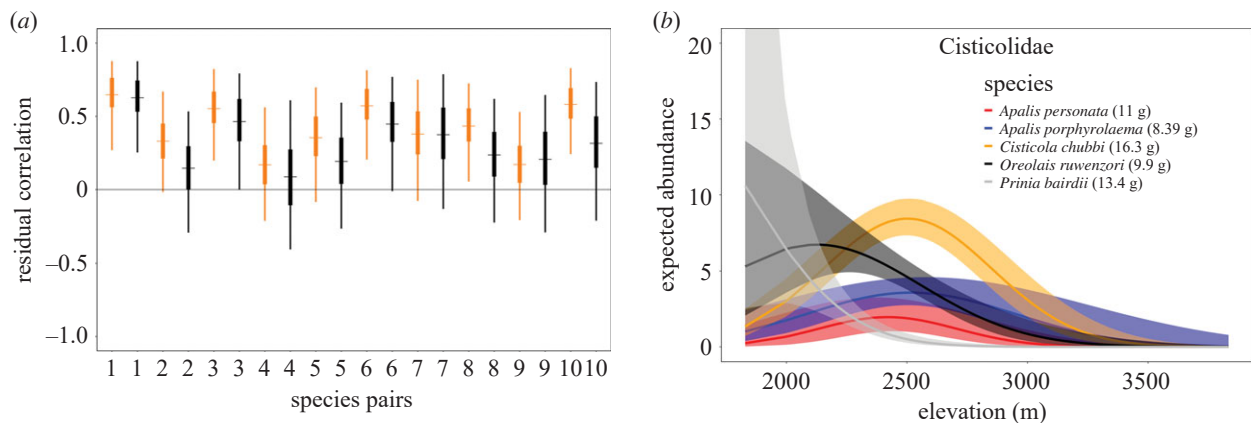 (a)
1.0
0.5
0
–0.5
–1.0
residual correlation
1 1 2 2 3 3 4 4 5 5 6 6 7 7 8 8 9 9 10 10
species pairs
(b)
20
15
10
5
0
expected abundance
Cisticolidae
species
Apalis personata (11 g)
Apalis porphyrolaema (8.39 g)
Cisticola chubbi (16.3 g)
Oreolais ruwenzori (9.9 g)
Prinia bairdii (13.4 g)
2000 2500 3000 3500
elevation (m)